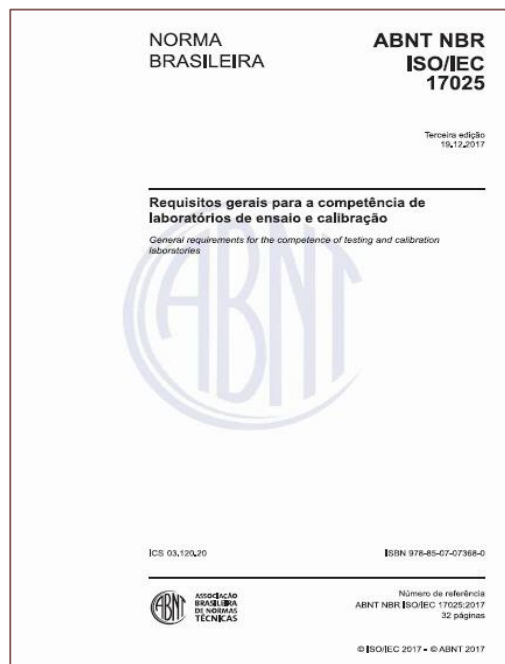 NORMA
BRASILEIRA
ABNT NBR
ISO/IEC
17025
Terceira edição
19.12.2017
Requisitos gerais para a competência de
laboratórios de ensaio e calibração
General requirements for the competence of testing and calibration
laboratories
ABNT
ICS 03.120.20
ISBN 978-85-07-07368-0
ABNT
ASSOCIAÇÃO
BRASILEIRA
DE NORMAS
TÉCNICAS
Número de referência
ABNT NBR ISO/IEC 17025:2017
32 páginas
© ISO/IEC 2017 - © ABNT 2017